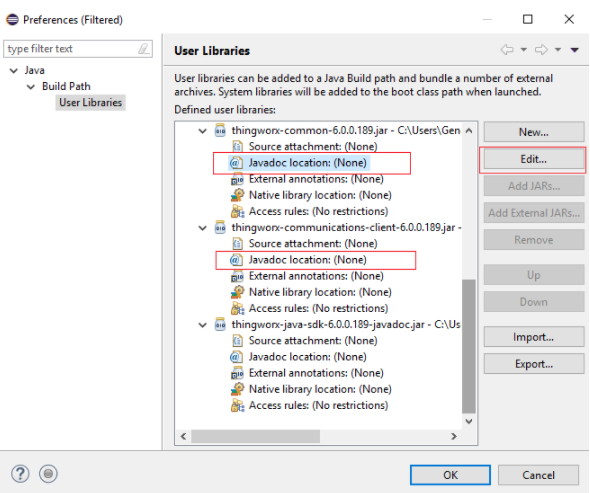 Preferences (Filtered)
type filter text
Java
Build Path
User Libraries
User Libraries
User libraries can be added to a Java Build path and bundle a number of external
archives. System libraries will be added to the boot class path when launched.
Defined user libraries:
thingworx-common-6.0.0.189.jar - C:\Users\Gen
Source attachment: (None)
Javadoc location: (None)
External annotations: (None)
Native library location: (None)
Access rules: (No restrictions)
thingworx-communications-client-6.0.0.189.jar -
Source attachment: (None)
Javadoc location: (None)
External annotations: (None)
Native library location: (None)
Access rules: (No restrictions)
thingworx-java-sdk-6.0.0.189-javadoc.jar - C:\Us
Source attachment: (None)
Javadoc location: (None)
External annotations: (None)
Native library location: (None)
Access rules: (No restrictions)
New...
Edit...
Add JARs...
Add External JARs...
Remove
Up
Down
Import...
Export...
OK
Cancel